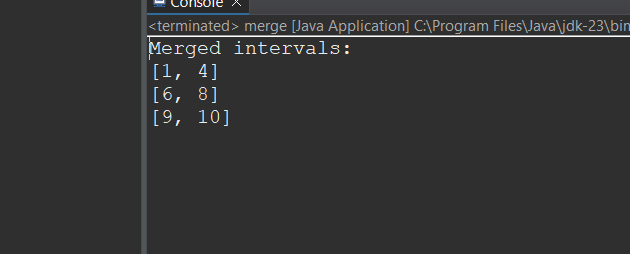 Console
<terminated> merge [Java Application] C:\Program Files\Java\jdk-23\bin
Merged intervals:
[1, 4]
[6, 8]
[9, 10]